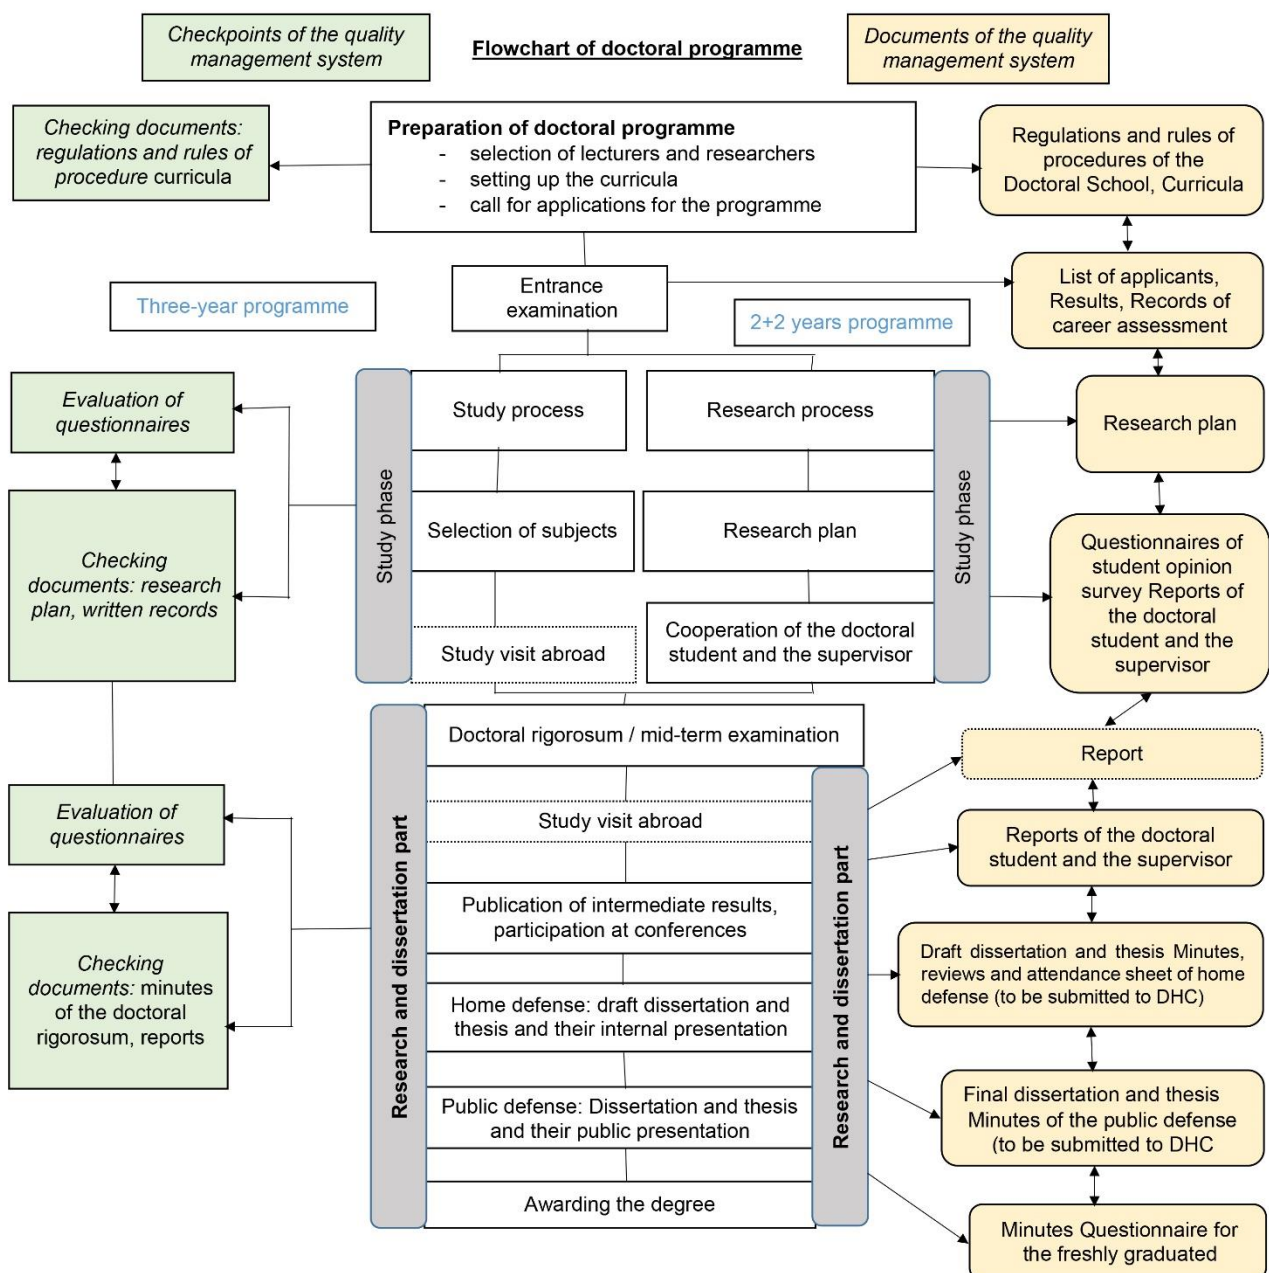 Checkpoints of the quality
management system
Flowchart of doctoral programme
Documents of the quality
management system
Checking documents:
regulations and rules of
procedure curricula
Preparation of doctoral programme
- selection of lecturers and researchers
- setting up the curricula
- call for applications for the programme
Regulations and rules of
procedures of the
Doctoral School, Curricula
Three-year programme
Entrance
examination
2+2 years programme
List of applicants,
Results, Records of
career assessment
Evaluation of
questionnaires
Study phase
Study process
Research process
Study phase
Research plan
Checking
documents: research
plan, written records
Selection of subjects
Research plan
Questionnaires of
student opinion
survey Reports of
the doctoral
student and the
supervisor
Study visit abroad
Cooperation of the doctoral
student and the supervisor
Research and dissertation part
Doctoral rigorosum / mid-term examination
Report
Evaluation of
questionnaires
Study visit abroad
Research and dissertation part
Reports of the doctoral
student and the supervisor
Checking
documents: minutes
of the doctoral
rigorosum, reports
Publication of intermediate results,
participation at conferences
Draft dissertation and thesis Minutes,
reviews and attendance sheet of home
defense (to be submitted to DHC)
Home defense: draft dissertation and
thesis and their internal presentation
Public defense: Dissertation and thesis
and their public presentation
Final dissertation and thesis
Minutes of the public defense
(to be submitted to DHC
Awarding the degree
Minutes Questionnaire for
the freshly graduated